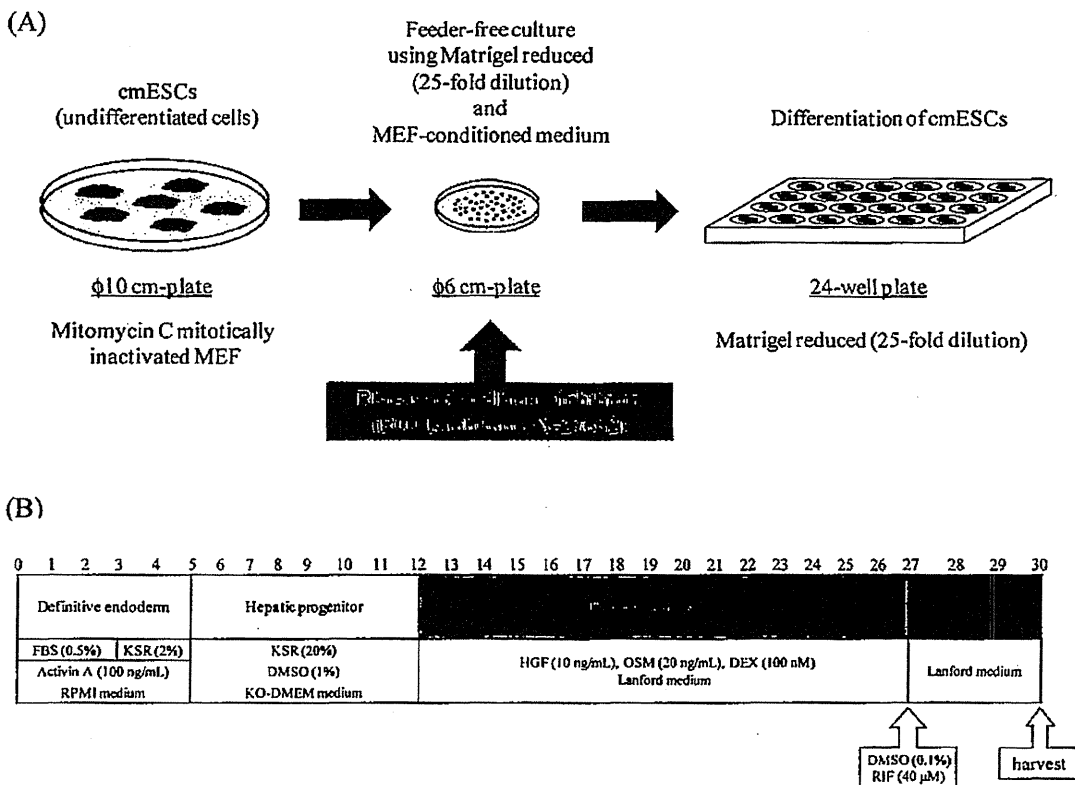 (A)
Feeder-free culture
using Matrigel reduced
(25-fold dilution)
and
MEF-conditioned medium
cmESCs
(undifferentiated cells)
Differentiation of cmESCs
ϕ10 cm-plate
ϕ6 cm-plate
24-well plate
Mitomycin C mitotically
inactivated MEF
Matrigel reduced (25-fold dilution)
(B)
0 1 2 3 4 5 6 7 8 9 10 11 12 13 14 15 16 17 18 19 20 21 22 23 24 25 26 27 28 29 30
Definitive endoderm
Hepatic progenitor
FBS (0.5%)
KSR (2%)
Activin A (100 ng/mL)
RPMI medium
KSR (20%)
DMSO (1%)
KO-DMEM medium
HGF (10 ng/mL), OSM (20 ng/mL), DEX (100 nM)
Lanford medium
Lanford medium
DMSO (0.1%)
RIF (40 μM)
harvest